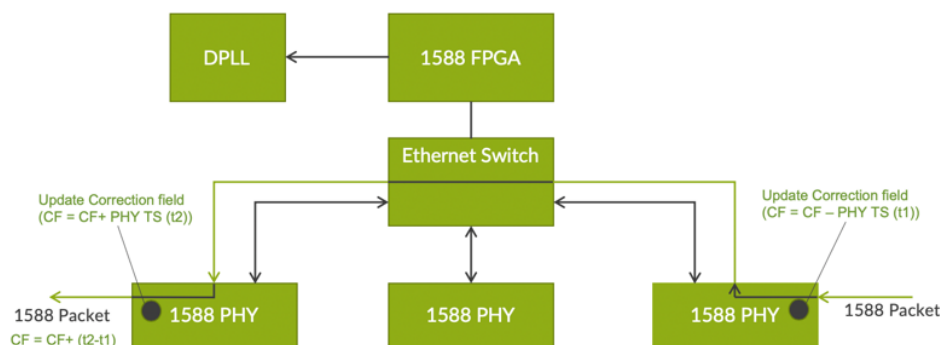 DPLL
1588 FPGA
Ethernet Switch
Update Correction field
(CF = CF+ PHY TS (t2))
Update Correction field
(CF = CF – PHY TS (t1))
1588 Packet
1588 PHY
1588 PHY
1588 PHY
1588 Packet
CF = CF+ (t2-t1)